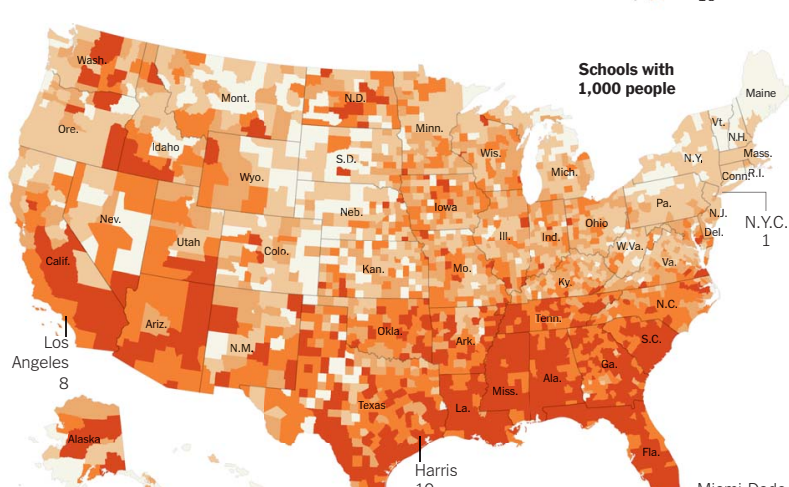 Schools with
1,000 people
Wash.
Mont.
N.D.
Minn.
Maine
Vt.
N.H.
Ore.
Idaho
S.D.
Wis.
Mich.
N.Y.
Mass.
Conn.
R.I.
Wyo.
Iowa
Pa.
N.J.
Nev.
Neb.
Ohio
Del.
N.Y.C.
1
Utah
Colo.
Ill.
Ind.
W.Va.
Va.
Calif.
Kan.
Mo.
Ky.
N.C.
Ariz.
Okla.
Tenn.
Ark.
S.C.
N.M.
Los
Angeles
8
Miss.
Ala.
Ga.
Texas
La.
Alaska
Fla.
Harris